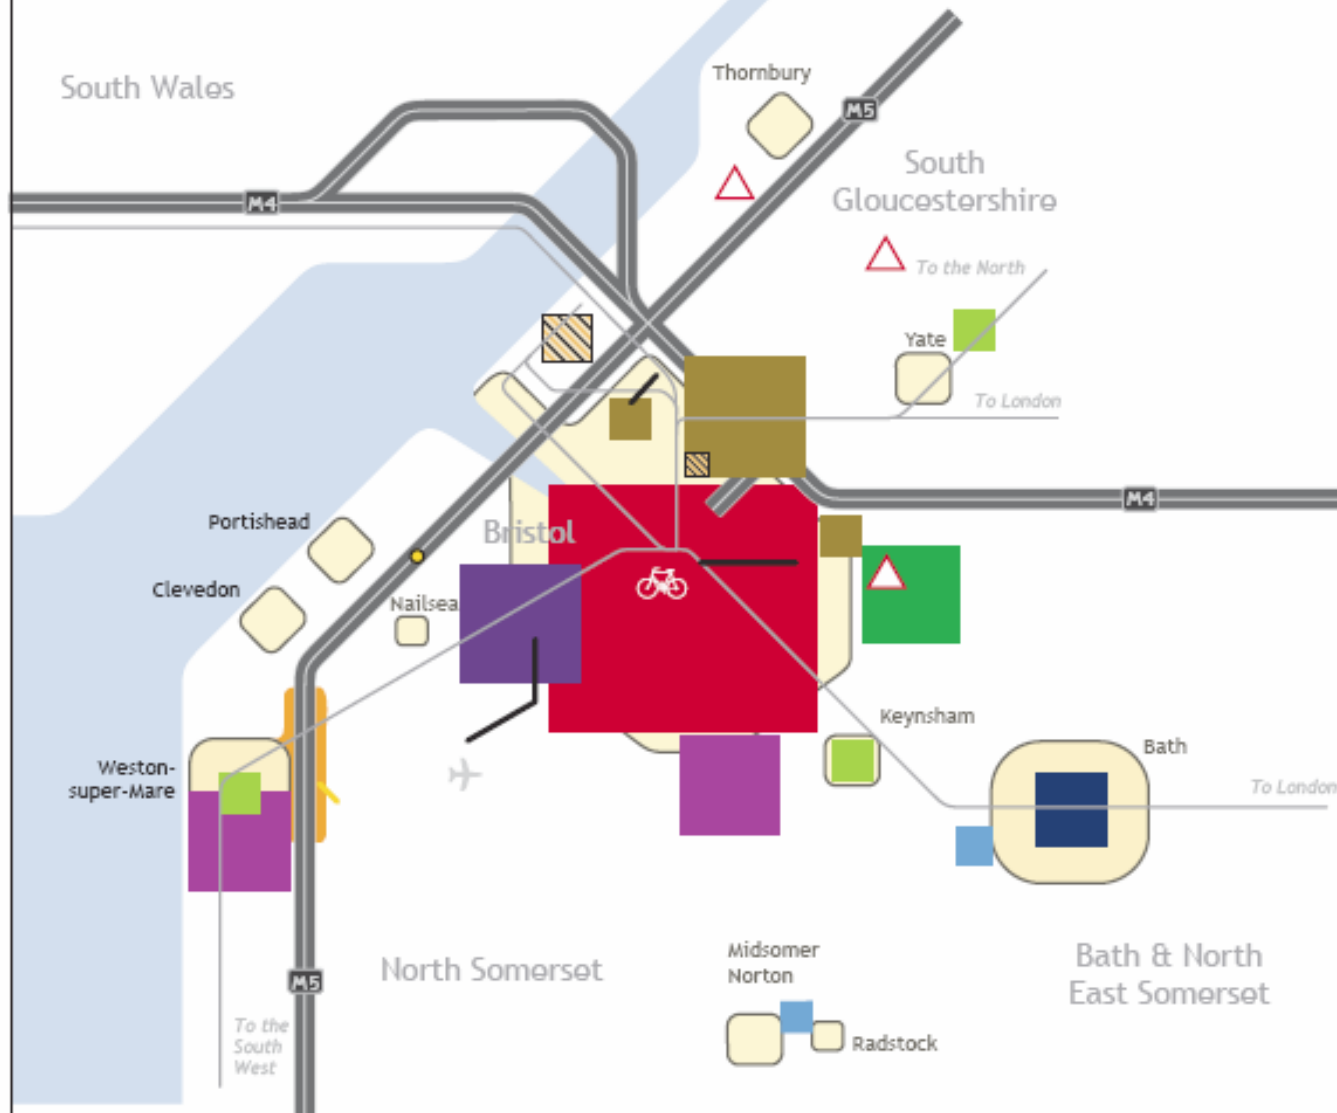 Thornbury
South Wales
M5
South
Gloucestershire
M4
To the North
Yate
To London
M4
Portishead
Bristol
Clevedon
Nailsea
Keynsham
Bath
Weston-
super-Mare
To London
Midsomer
Norton
North Somerset
Bath & North
East Somerset
M5
To the
South
West
Radstock